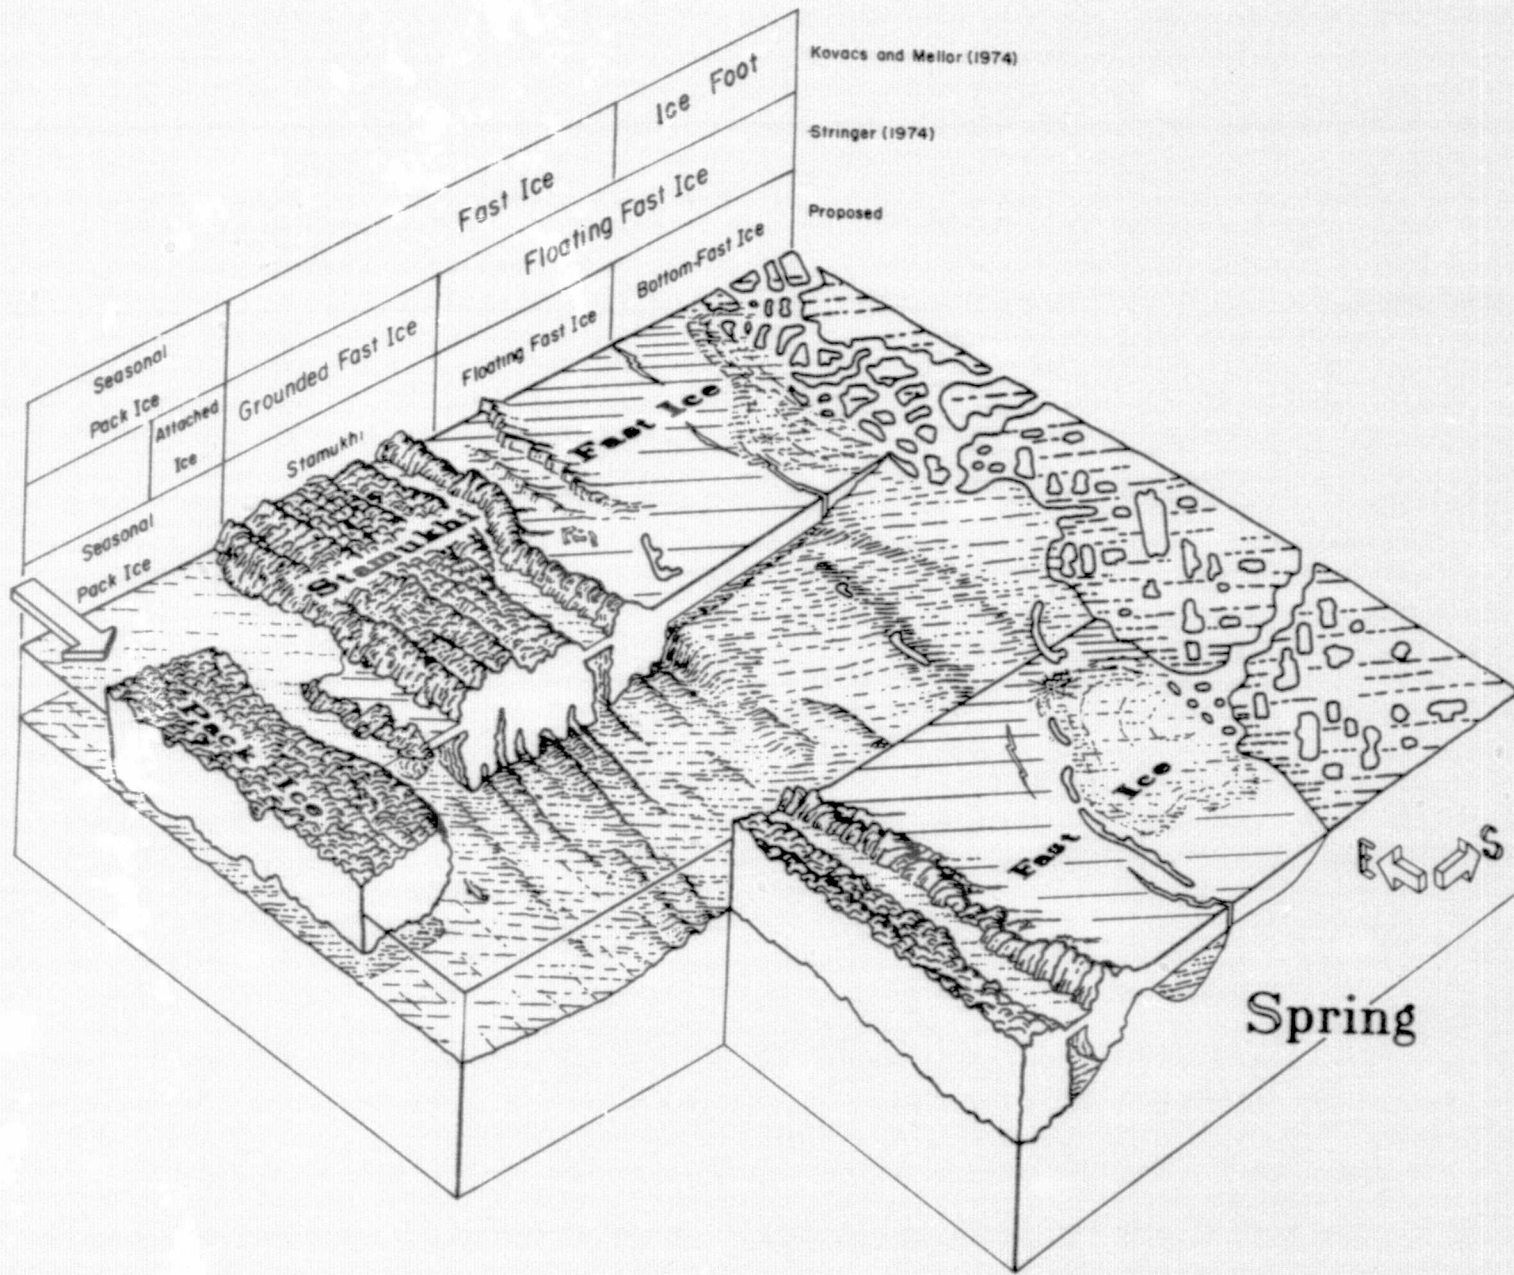 Kovacs and Mellor (1974)
Ice Foot
Fast Ice
Seasonal
Pack Ice
Stringer (1974)
Floating Fast Ice
Grounded Fast Ice
Attached
Ice
Proposed
Bottom-Fast Ice
Floating Fast Ice
Stamukhi
Seasonal
Pack Ice
Fast Ice
Stamukhi
Pack Ice
Fast Ice
E S
Spring